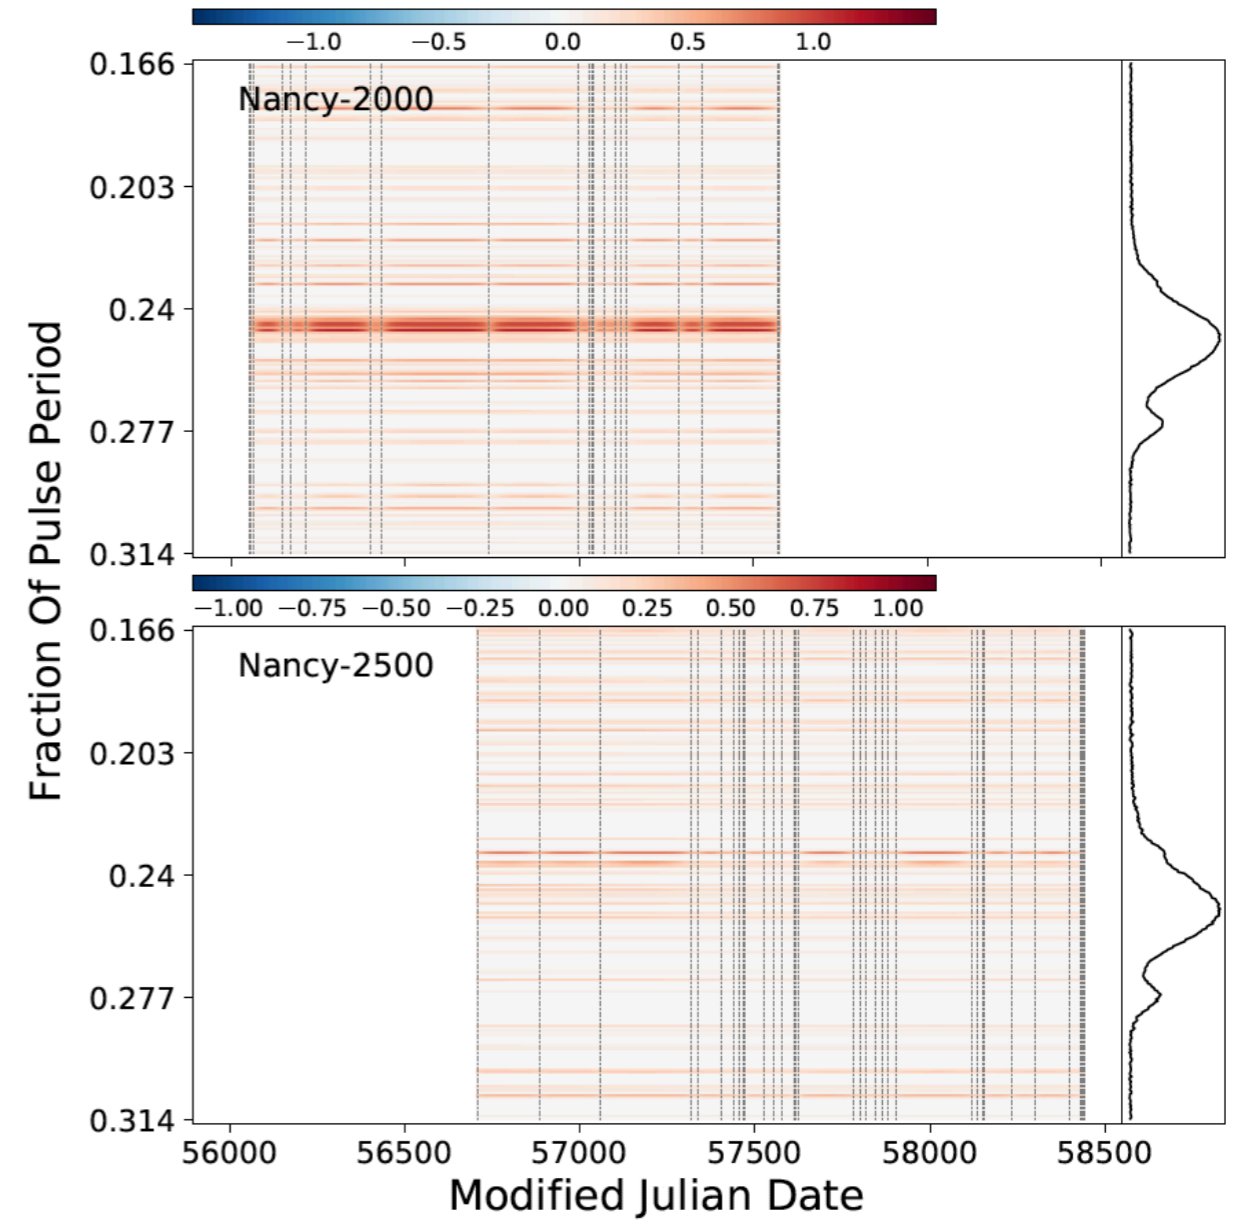 −1.0 −0.5 0.0 0.5 1.0
0.166
Nancy-2000
0.203
0.24
0.277
0.314
−1.00 −0.75 −0.50 −0.25 0.00 0.25 0.50 0.75 1.00
0.166
Nancy-2500
0.203
0.24
0.277
0.314
56000 56500 57000 57500 58000 58500
Modified Julian Date
Fraction Of Pulse Period